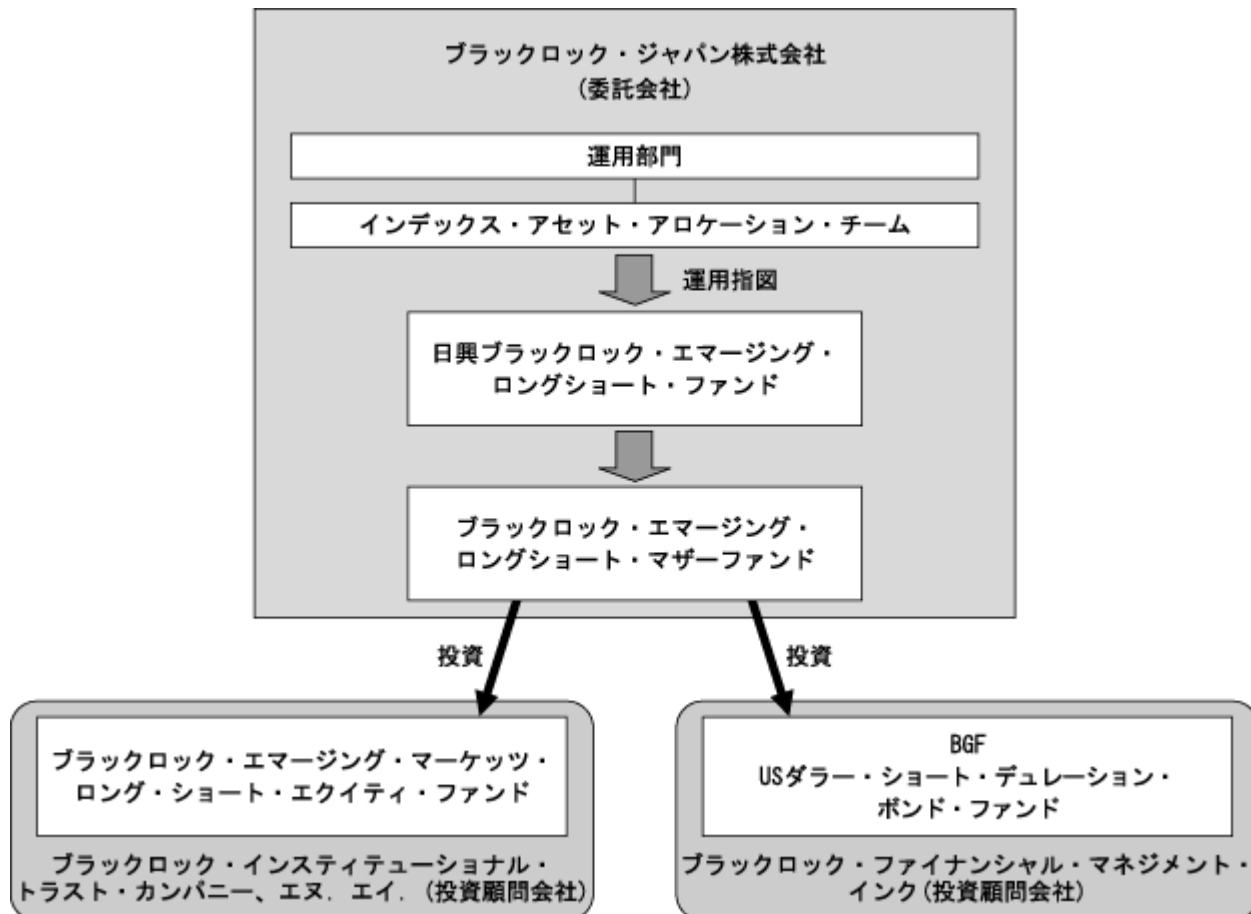 ブラックロック・ジャパン株式会社
(委託会社)
運用部門
インデックス・アセット・アロケーション・チーム
運用指図
日興ブラックロック・エマージング・
ロングショート・ファンド
ブラックロック・エマージング・
ロングショート・マザーファンド
投資
投資
ブラックロック・エマージング・マーケッツ・
ロング・ショート・エクイティ・ファンド
ブラックロック・インスティテューショナル・
トラスト・カンパニー、エヌ．エイ．(投資顧問会社)
BGF
USダラー・ショート・デュレーション・
ボンド・ファンド
ブラックロック・ファイナンシャル・マネジメント・
インク(投資顧問会社)